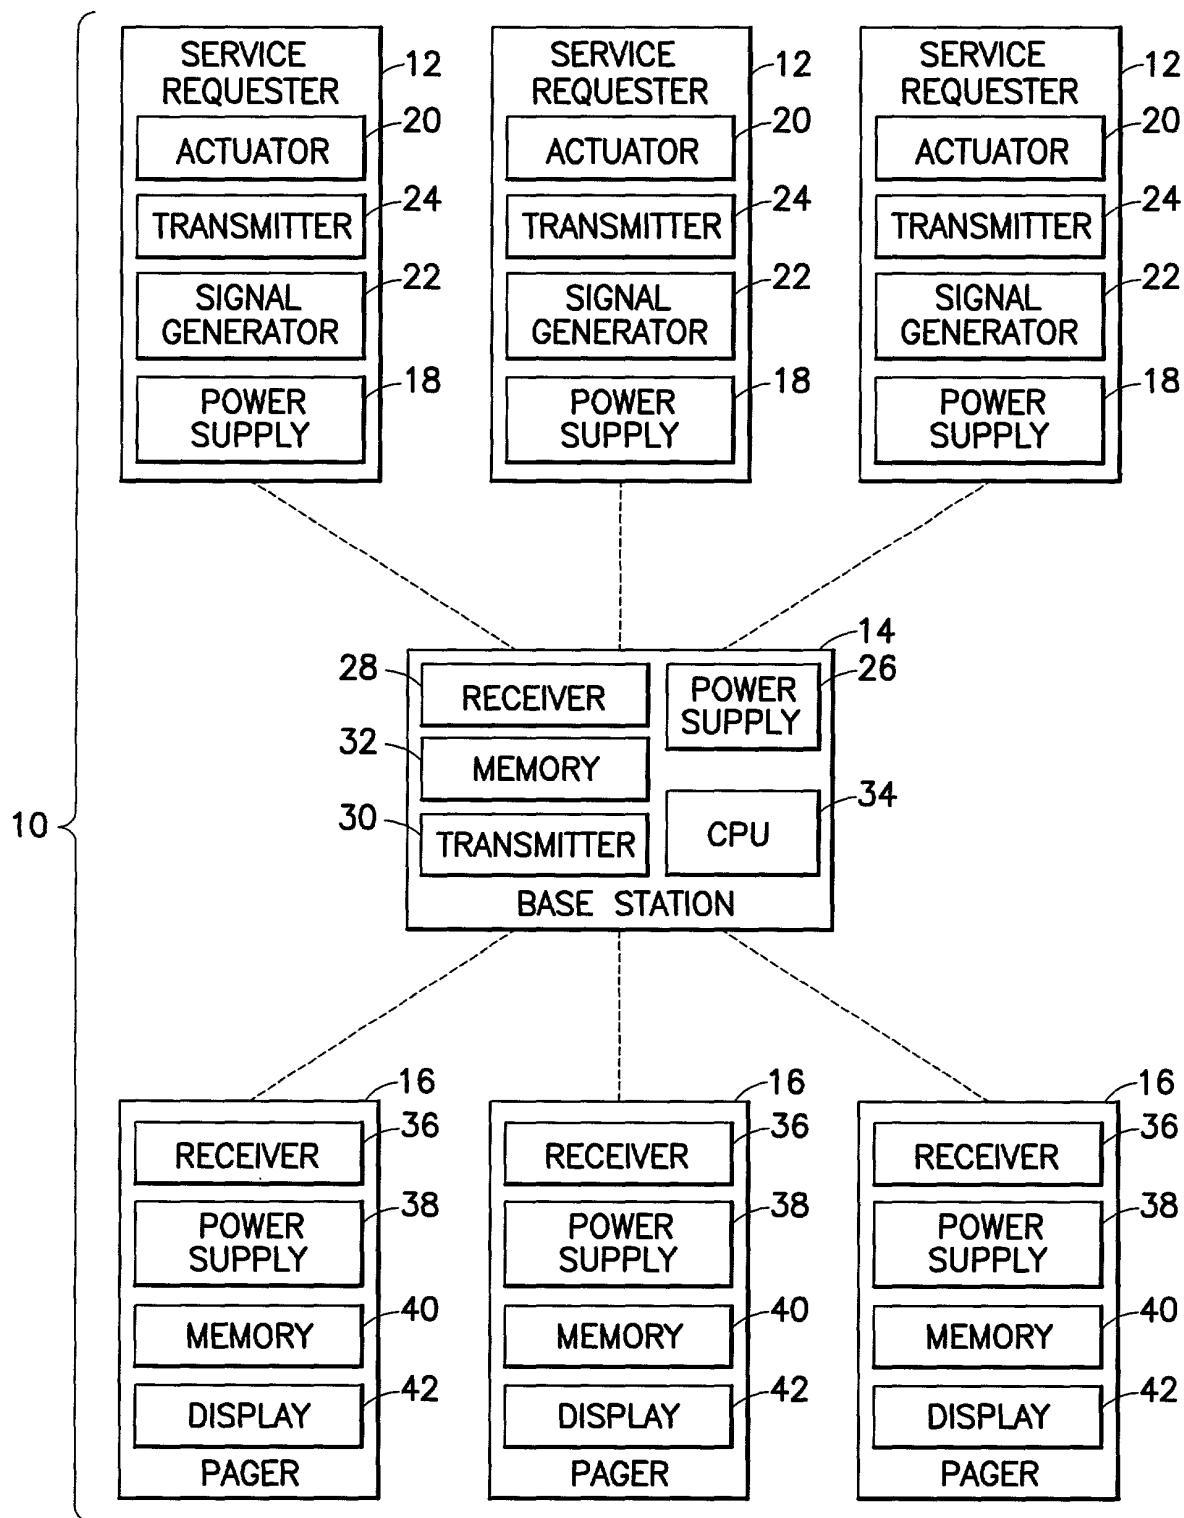 10
SERVICE
REQUESTER
12
ACTUATOR
20
TRANSMITTER
24
SIGNAL
GENERATOR
22
POWER
SUPPLY
18
SERVICE
REQUESTER
12
ACTUATOR
20
TRANSMITTER
24
SIGNAL
GENERATOR
22
POWER
SUPPLY
18
SERVICE
REQUESTER
12
ACTUATOR
20
TRANSMITTER
24
SIGNAL
GENERATOR
22
POWER
SUPPLY
18
14
28
RECEIVER
32
MEMORY
30
TRANSMITTER
POWER
SUPPLY
26
CPU
34
BASE STATION
16
RECEIVER
36
POWER
SUPPLY
38
MEMORY
40
DISPLAY
42
PAGER
16
RECEIVER
36
POWER
SUPPLY
38
MEMORY
40
DISPLAY
42
PAGER
16
RECEIVER
36
POWER
SUPPLY
38
MEMORY
40
DISPLAY
42
PAGER